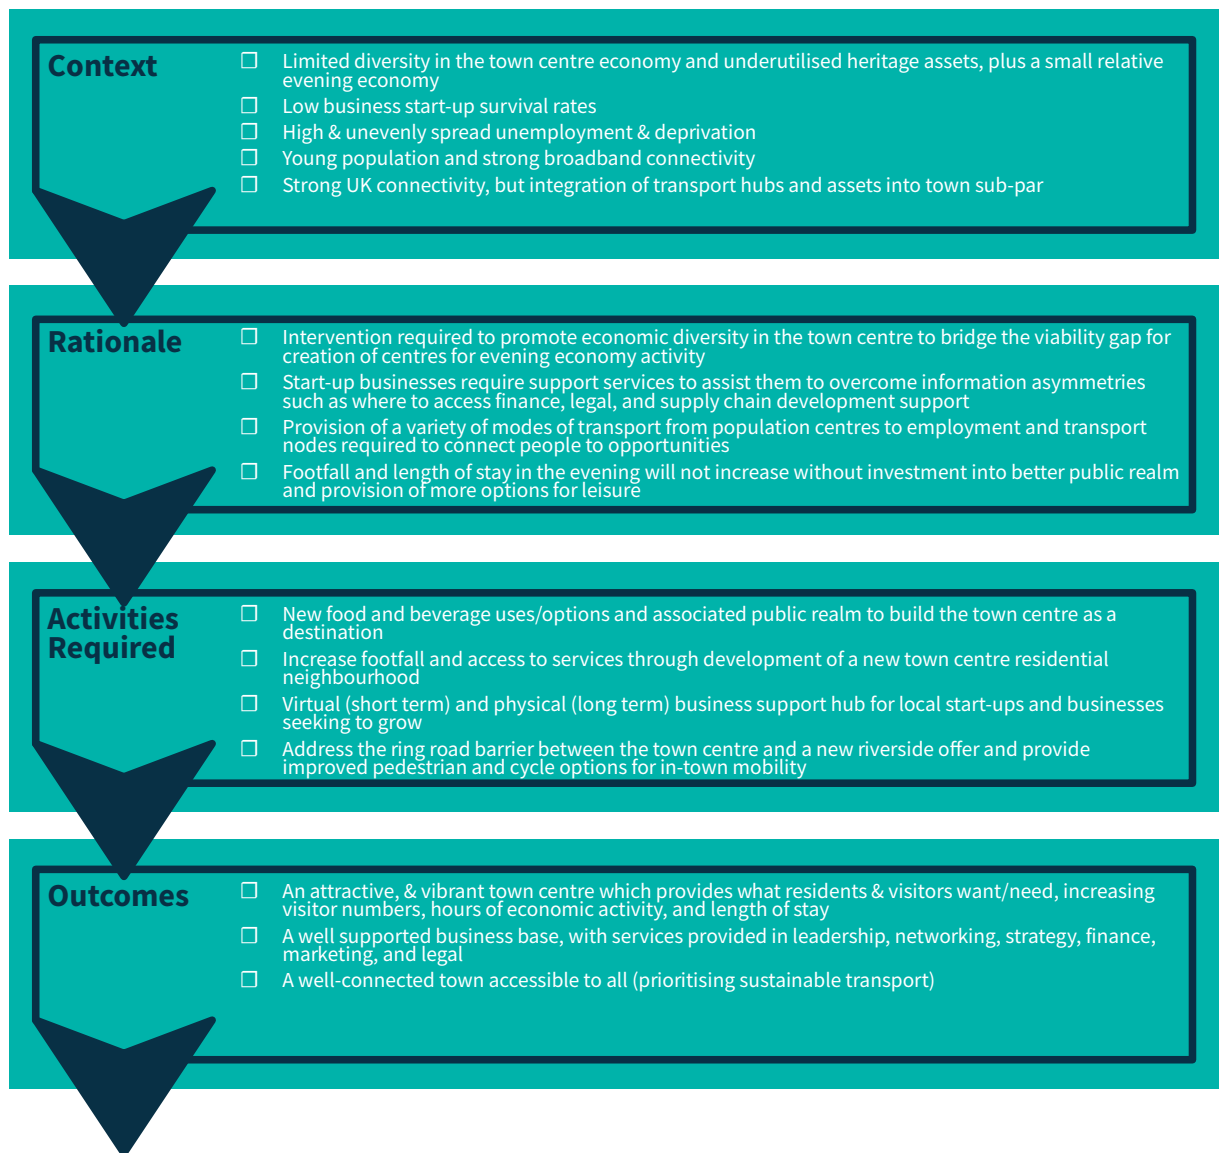 Context
❒ Limited diversity in the town centre economy and underutilised heritage assets, plus a small relative
evening economy
❒ Low business start-up survival rates
❒ High & unevenly spread unemployment & deprivation
❒ Young population and strong broadband connectivity
❒ Strong UK connectivity, but integration of transport hubs and assets into town sub-par
Rationale
❒ Intervention required to promote economic diversity in the town centre to bridge the viability gap for
creation of centres for evening economy activity
❒ Start-up businesses require support services to assist them to overcome information asymmetries
such as where to access finance, legal, and supply chain development support
❒ Provision of a variety of modes of transport from population centres to employment and transport
nodes required to connect people to opportunities
❒ Footfall and length of stay in the evening will not increase without investment into better public realm
and provision of more options for leisure
Activities
Required
❒ New food and beverage uses/options and associated public realm to build the town centre as a
destination
❒ Increase footfall and access to services through development of a new town centre residential
neighbourhood
❒ Virtual (short term) and physical (long term) business support hub for local start-ups and businesses
seeking to grow
❒ Address the ring road barrier between the town centre and a new riverside offer and provide
improved pedestrian and cycle options for in-town mobility
Outcomes
❒ An attractive, & vibrant town centre which provides what residents & visitors want/need, increasing
visitor numbers, hours of economic activity, and length of stay
❒ A well supported business base, with services provided in leadership, networking, strategy, finance,
marketing, and legal
❒ A well-connected town accessible to all (prioritising sustainable transport)